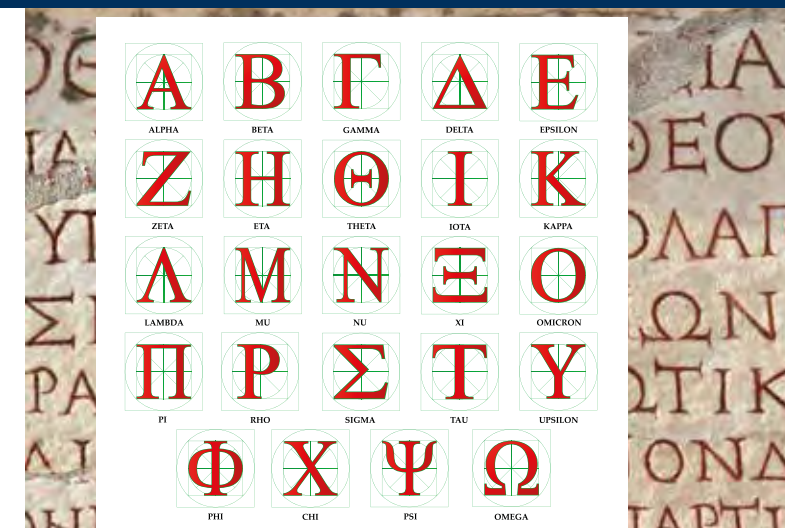 Α Β Γ Δ Ε
ALPHA BETA GAMMA DELTA EPSILON
Ζ Η Θ Ι Κ
ZETA ETA THETA IOTA KAPPA
Λ Μ Ν Ξ Ο
LAMBDA MU NU XI OMICRON
Π Ρ Σ Τ Υ
PI RHO SIGMA TAU UPSILON
Φ Χ Ψ Ω
PHI CHI PSI OMEGA